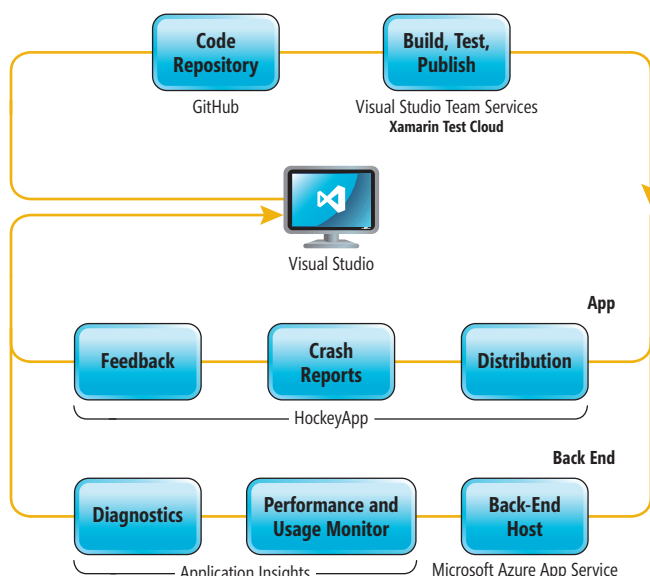 Code
Repository
Build, Test,
Publish
GitHub
Visual Studio Team Services
Xamarin Test Cloud
Visual Studio
App
Feedback
Crash
Reports
Distribution
HockeyApp
Back End
Diagnostics
Performance and
Usage Monitor
Back-End
Host
Application Insights
Microsoft Azure App Service